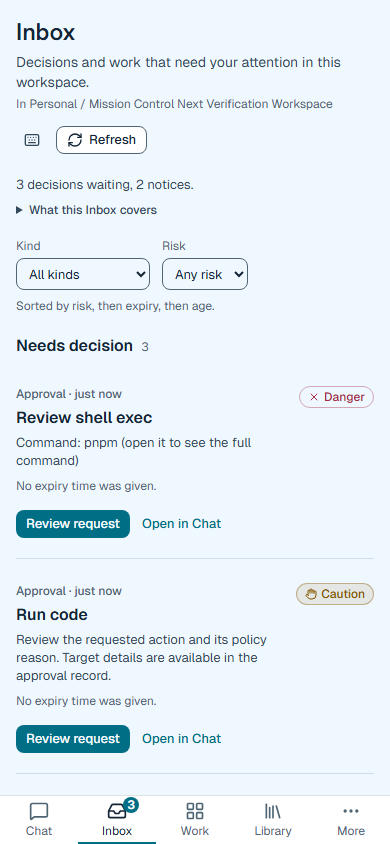 Inbox
Decisions and work that need your attention in this
workspace.
In Personal / Mission Control Next Verification Workspace
Refresh
3 decisions waiting, 2 notices.
What this Inbox covers
Kind
Risk
All kinds
Any risk
Sorted by risk, then expiry, then age.
Needs decision 3
Approval · just now
Danger
Review shell exec
Command: pnpm (open it to see the full
command)
No expiry time was given.
Review request
Open in Chat
Approval · just now
Caution
Run code
Review the requested action and its policy
reason. Target details are available in the
approval record.
No expiry time was given.
Review request
Open in Chat
3
Chat
Inbox
Work
Library
More